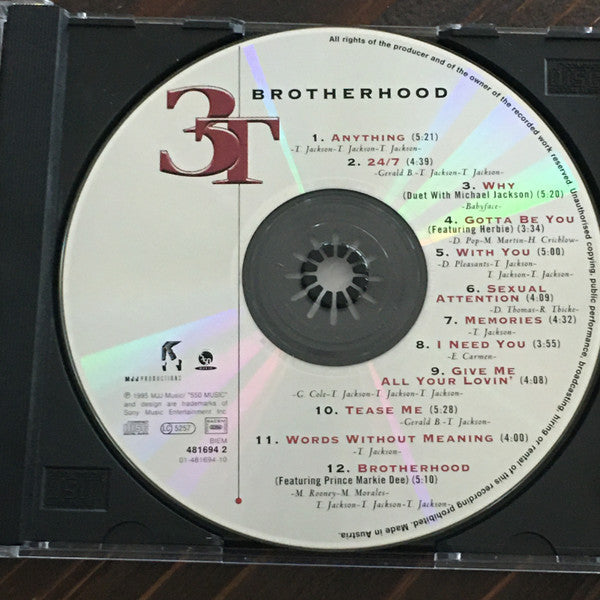 3T
BROTHERHOOD
1. ANYTHING (5:21)
-T. Jackson-T. Jackson-T. Jackson-
2. 24/7 (4:39)
-Gerald B.-T. Jackson-T. Jackson-
3. WHY
(Duet With Michael Jackson) (5:20)
-Babyface-
4. GOTTA BE YOU
(Featuring Herbie) (3:34)
-D. Pop-M. Martin-H. Crichlow-
5. WITH YOU (5:00)
-D. Pleasants-T. Jackson-
T. Jackson-T. Jackson-
6. SEXUAL
ATTENTION (4:09)
-D. Thomas-R. Thicke-
7. MEMORIES (4:32)
-T. Jackson-
8. I NEED YOU (3:55)
-E. Carmen-
9. GIVE ME
ALL YOUR LOVIN' (4:08)
-G. Cole-T. Jackson-T. Jackson-T. Jackson-
10. TEASE ME (5:28)
-Gerald B.-T. Jackson-
11. WORDS WITHOUT MEANING (4:00)
-T. Jackson-
12. BROTHERHOOD
(Featuring Prince Markie Dee) (5:10)
-M. Rooney-M. Morales-
T. Jackson-T. Jackson-T. Jackson-
MJJ PRODUCTIONS
℗ 1995 MJJ Music/ "550 MUSIC"
and design are trademarks of
Sony Music Entertainment Inc.
LC 5257
BIEM
481694 2
01-481694-10
All rights of the producer and of the owner of the recorded work reserved. Unauthorised copying, public performance, broadcasting, hiring or rental of this recording prohibited. Made in Austria.